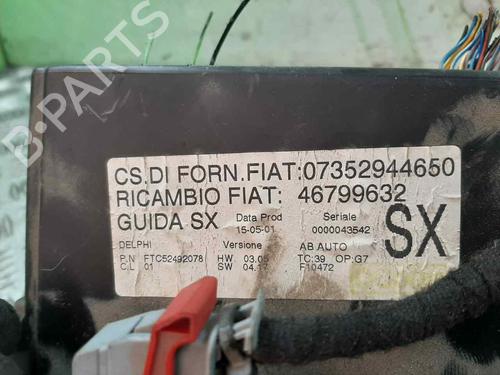 CS.DI FORN.FIAT:07352944650
RICAMBIO FIAT: 46799632
GUIDA SX Data Prod Seriale SX
15-05-01 0000043542
DELPHI Versione AB AUTO
P.N FTC52492078 HW 03.05 TC:39 OP:G7
C.L 01 SW 04.17 F10472
B-PARTS